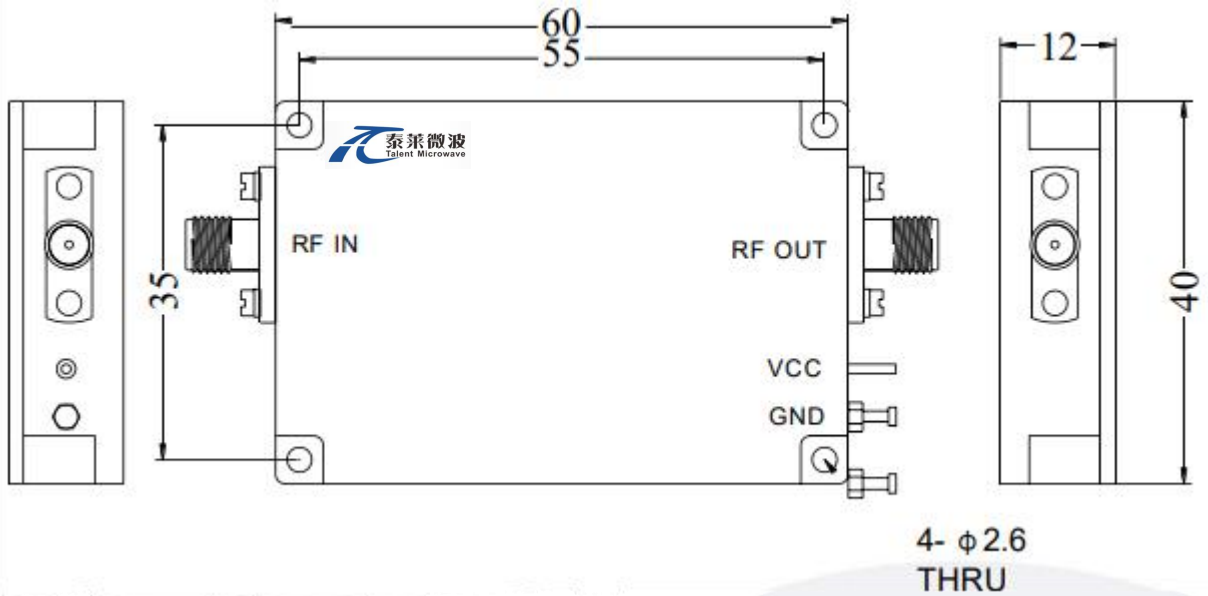 60
55
12
泰莱微波
Talent Microwave
RF IN
RF OUT
35
40
VCC
GND
4- ϕ2.6
THRU